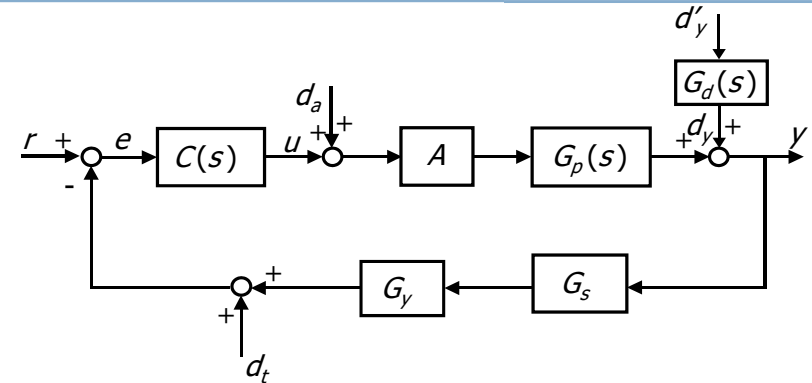 d′y
Gd(s)
da
+
+
dy
+
+
r
+
e
C(s)
u
A
Gp(s)
y
-
+
Gy
Gs
+
dt